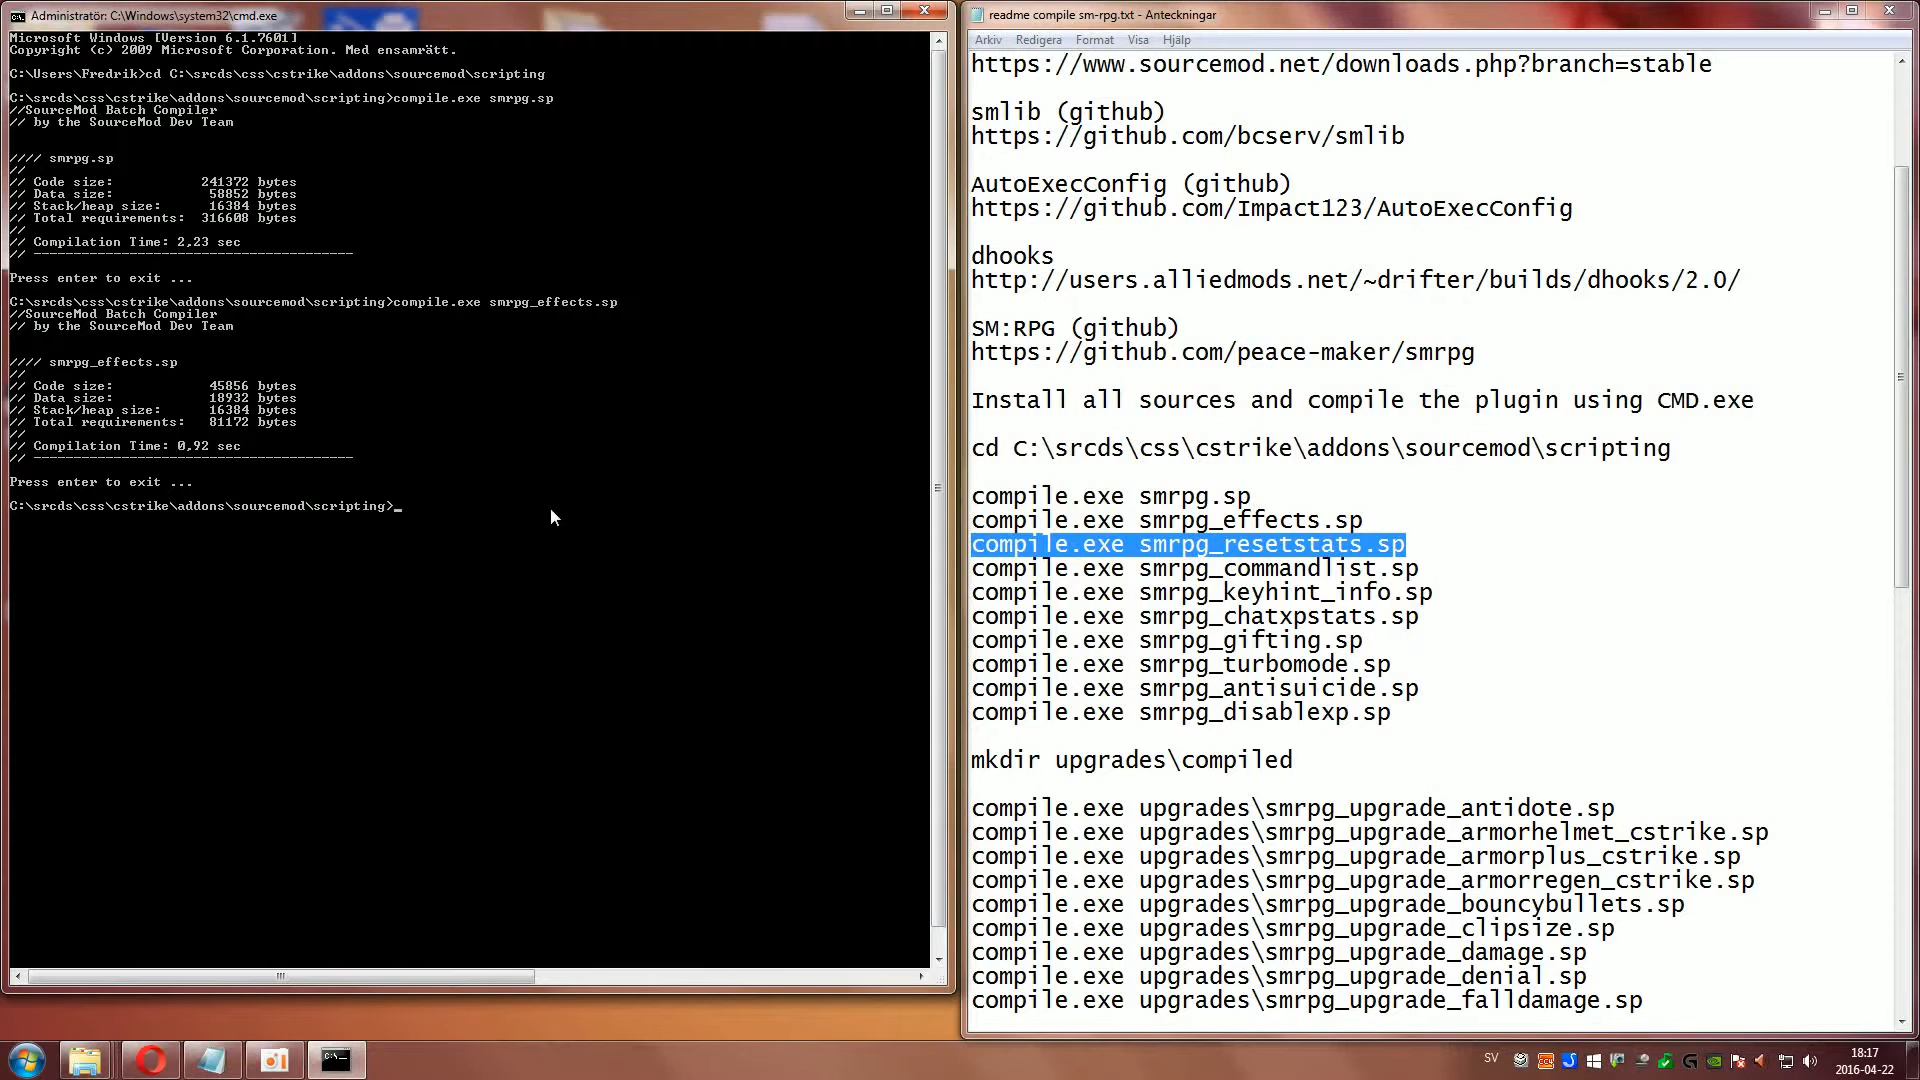 Administratör: C:\Windows\system32\cmd.exe
Microsoft Windows [Version 6.1.7601]
Copyright (c) 2009 Microsoft Corporation. Med ensamrätt.
C:\Users\Fredrik>cd C:\srcds\css\cstrike\addons\sourcemod\scripting
C:\srcds\css\cstrike\addons\sourcemod\scripting>compile.exe smrpg.sp
//SourceMod Batch Compiler
// by the SourceMod Dev Team
//// smrpg.sp
//
// Code size: 241372 bytes
// Data size: 58852 bytes
// Stack/heap size: 16384 bytes
// Total requirements: 316608 bytes
//
// Compilation Time: 2,23 sec
// ----------------------------------------
Press enter to exit ...
C:\srcds\css\cstrike\addons\sourcemod\scripting>compile.exe smrpg_effects.sp
//SourceMod Batch Compiler
// by the SourceMod Dev Team
//// smrpg_effects.sp
//
// Code size: 45856 bytes
// Data size: 18932 bytes
// Stack/heap size: 16384 bytes
// Total requirements: 81172 bytes
//
// Compilation Time: 0,92 sec
// ----------------------------------------
Press enter to exit ...
C:\srcds\css\cstrike\addons\sourcemod\scripting>_
readme compile sm-rpg.txt - Anteckningar
Arkiv Redigera Format Visa Hjälp
https://www.sourcemod.net/downloads.php?branch=stable
smlib (github)
https://github.com/bcserv/smlib
AutoExecConfig (github)
https://github.com/Impact123/AutoExecConfig
dhooks
http://users.alliedmods.net/~drifter/builds/dhooks/2.0/
SM:RPG (github)
https://github.com/peace-maker/smrpg
Install all sources and compile the plugin using CMD.exe
cd C:\srcds\css\cstrike\addons\sourcemod\scripting
compile.exe smrpg.sp
compile.exe smrpg_effects.sp
compile.exe smrpg_resetstats.sp
compile.exe smrpg_commandlist.sp
compile.exe smrpg_keyhint_info.sp
compile.exe smrpg_chatxpstats.sp
compile.exe smrpg_gifting.sp
compile.exe smrpg_turbomode.sp
compile.exe smrpg_antisuicide.sp
compile.exe smrpg_disablexp.sp
mkdir upgrades\compiled
compile.exe upgrades\smrpg_upgrade_antidote.sp
compile.exe upgrades\smrpg_upgrade_armorhelmet_cstrike.sp
compile.exe upgrades\smrpg_upgrade_armorplus_cstrike.sp
compile.exe upgrades\smrpg_upgrade_armorregen_cstrike.sp
compile.exe upgrades\smrpg_upgrade_bouncybullets.sp
compile.exe upgrades\smrpg_upgrade_clipsize.sp
compile.exe upgrades\smrpg_upgrade_damage.sp
compile.exe upgrades\smrpg_upgrade_denial.sp
compile.exe upgrades\smrpg_upgrade_falldamage.sp
SV
18:17
2016-04-22